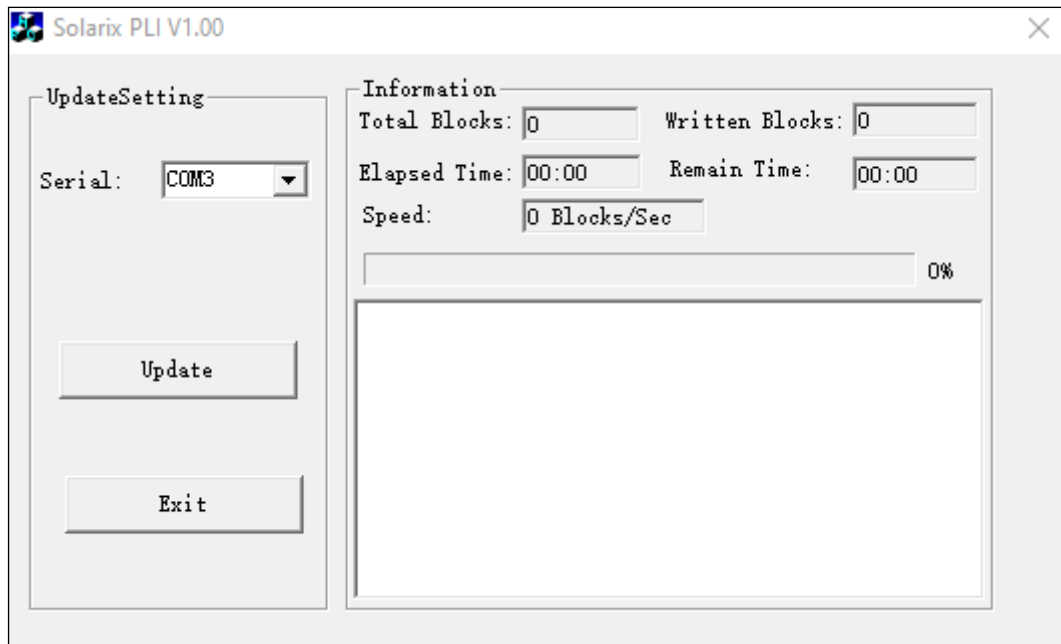 Solarix PLI V1.00
UpdateSetting
Serial: COM3
Update
Exit
Information
Total Blocks: 0 Written Blocks: 0
Elapsed Time: 00:00 Remain Time: 00:00
Speed: 0 Blocks/Sec
0%